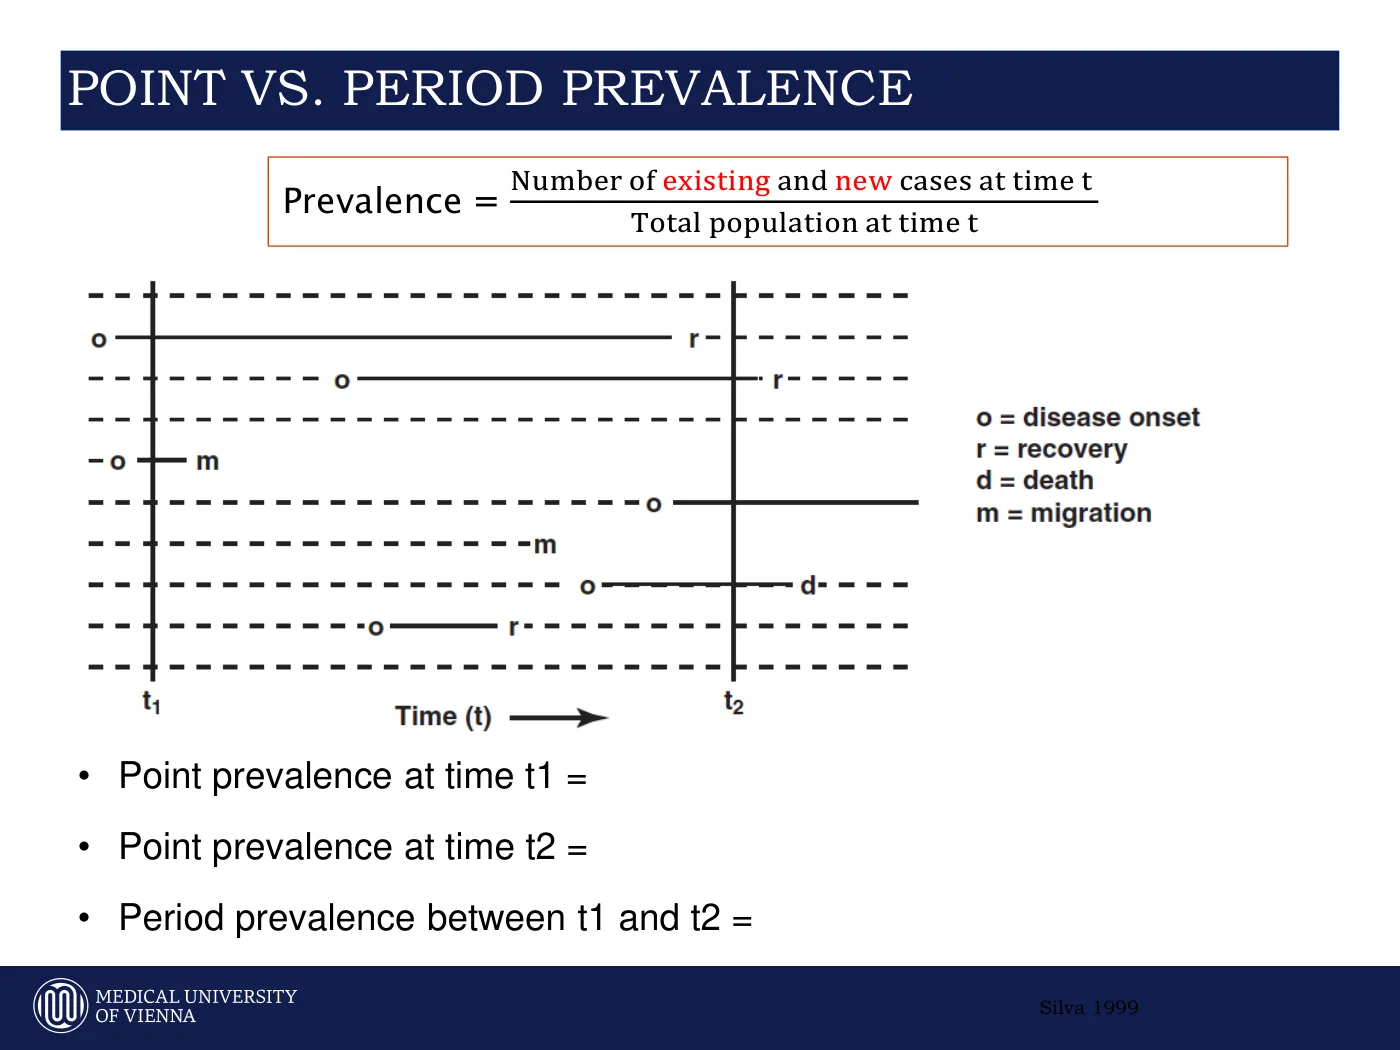 POINT VS. PERIOD PREVALENCE
Prevalence = Number of existing and new cases at time t
Total population at time t
o r
o r
o m
o
m
o d
o r
o = disease onset
r = recovery
d = death
m = migration
t1 t2
Time (t)
• Point prevalence at time t1 =
• Point prevalence at time t2 =
• Period prevalence between t1 and t2 =
MEDICAL UNIVERSITY
OF VIENNA
Silva 1999